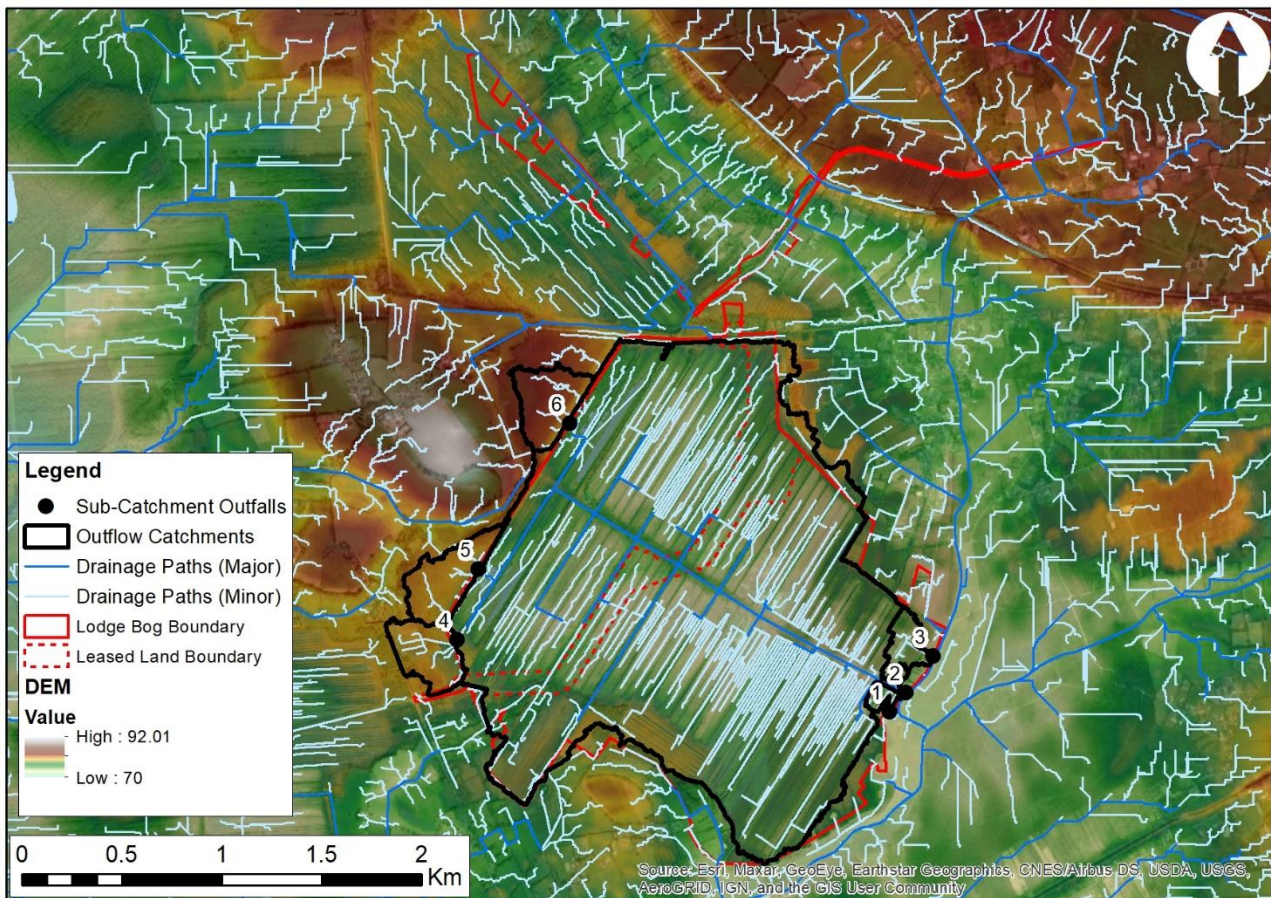 6
5
4
3
2
1
Legend
Sub-Catchment Outfalls
Outflow Catchments
Drainage Paths (Major)
Drainage Paths (Minor)
Lodge Bog Boundary
Leased Land Boundary
DEM
Value
High : 92.01
Low : 70
0 0.5 1 1.5 2
Km
Source: Esri, Maxar, GeoEye, Earthstar Geographics, CNES/Airbus DS, USDA, USGS,
AeroGRID, IGN, and the GIS User Community